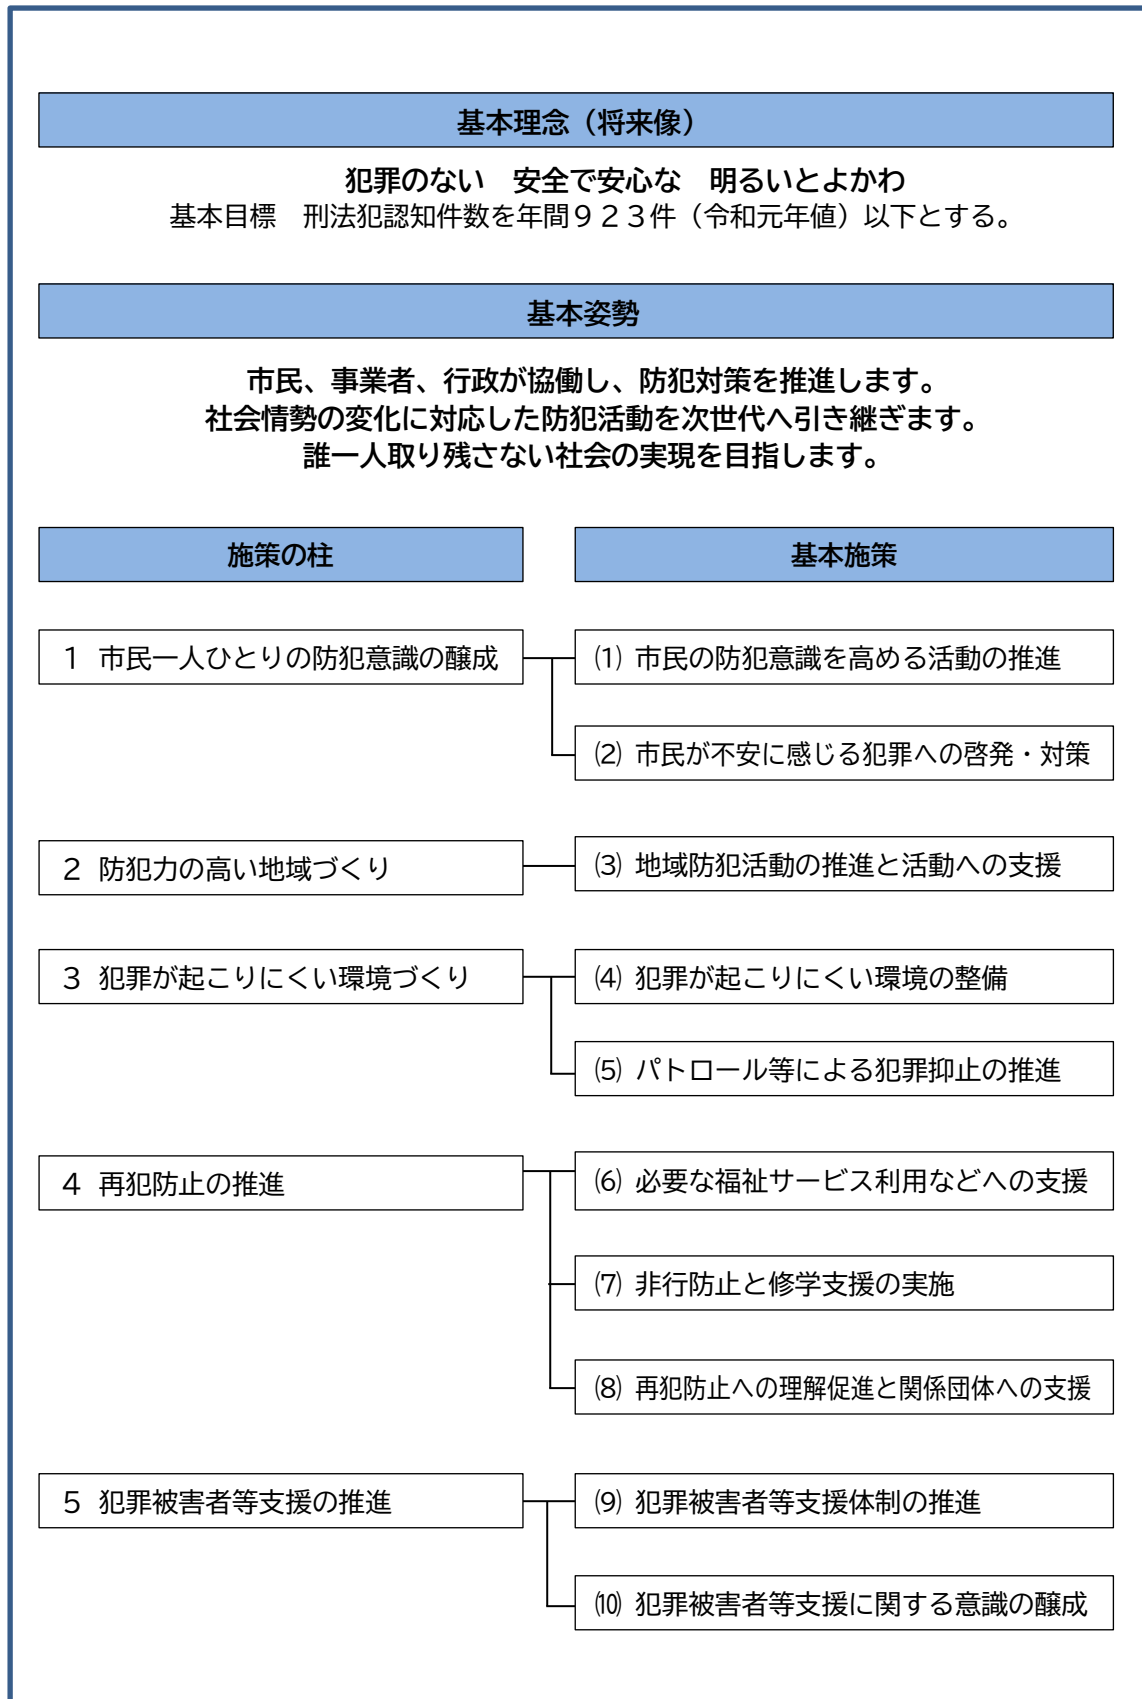 基本理念（将来像）
犯罪のない　安全で安心な　明るいとよかわ
基本目標　刑法犯認知件数を年間９２３件（令和元年値）以下とする。
基本姿勢
市民、事業者、行政が協働し、防犯対策を推進します。
社会情勢の変化に対応した防犯活動を次世代へ引き継ぎます。
誰一人取り残さない社会の実現を目指します。
施策の柱
基本施策
１ 市民一人ひとりの防犯意識の醸成
⑴ 市民の防犯意識を高める活動の推進
⑵ 市民が不安に感じる犯罪への啓発・対策
２ 防犯力の高い地域づくり
⑶ 地域防犯活動の推進と活動への支援
３ 犯罪が起こりにくい環境づくり
⑷ 犯罪が起こりにくい環境の整備
⑸ パトロール等による犯罪抑止の推進
４ 再犯防止の推進
⑹ 必要な福祉サービス利用などへの支援
⑺ 非行防止と修学支援の実施
⑻ 再犯防止への理解促進と関係団体への支援
５ 犯罪被害者等支援の推進
⑼ 犯罪被害者等支援体制の推進
⑽ 犯罪被害者等支援に関する意識の醸成